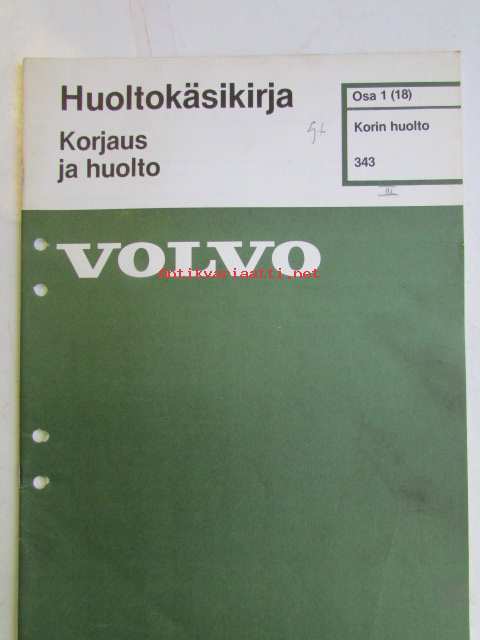 Huoltokäsikirja
Korjaus
ja huolto
Osa 1 (18)
Korin huolto
343
VOLVO
antikvariaatti.net